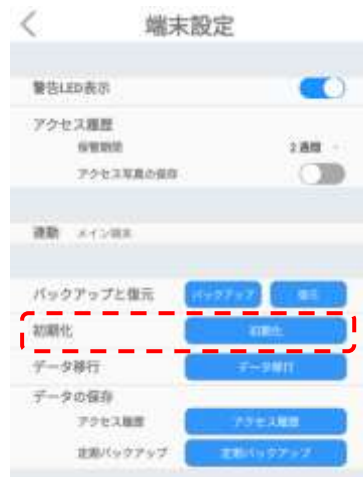 端末設定
警告LED表示
アクセス履歴
保管期間 2週間
アクセス写真の保存
連動 メイン端末
バックアップと復元 バックアップ 復元
初期化 初期化
データ移行 データ移行
データの保存
アクセス履歴 アクセス履歴
定期バックアップ 定期バックアップ